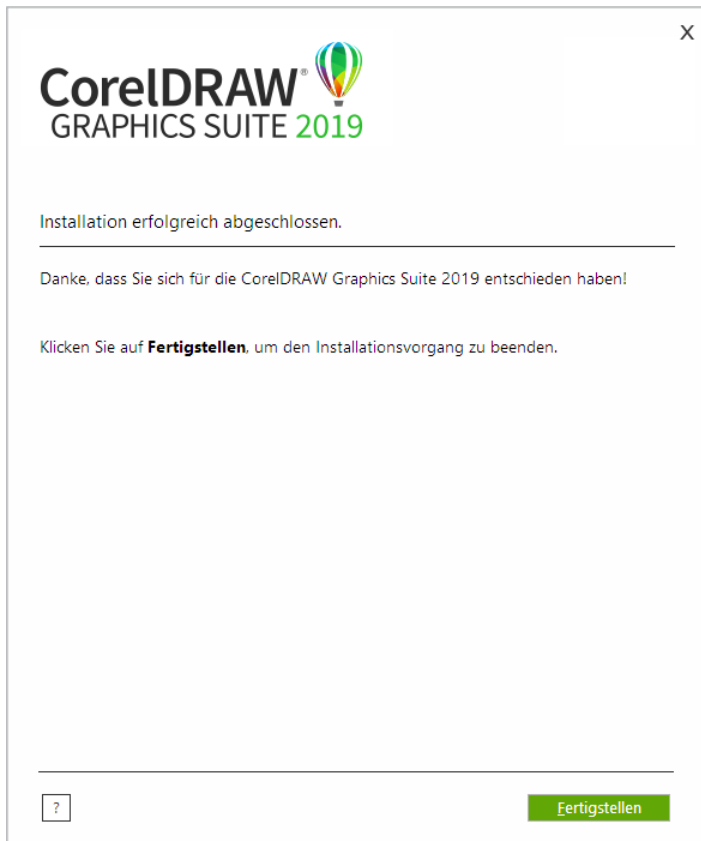 X
CorelDRAW®
GRAPHICS SUITE 2019
Installation erfolgreich abgeschlossen.
Danke, dass Sie sich für die CorelDRAW Graphics Suite 2019 entschieden haben!
Klicken Sie auf Fertigstellen, um den Installationsvorgang zu beenden.
?
Fertigstellen